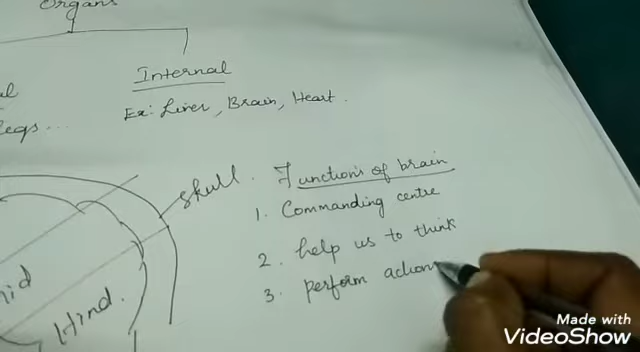 Organs
Internal
Ex: Liver, Brain, Heart.
legs...
skull.
Functions of brain
1. Commanding centre
2. help us to think
3. perform actions
Hind.
Made with
VideoShow